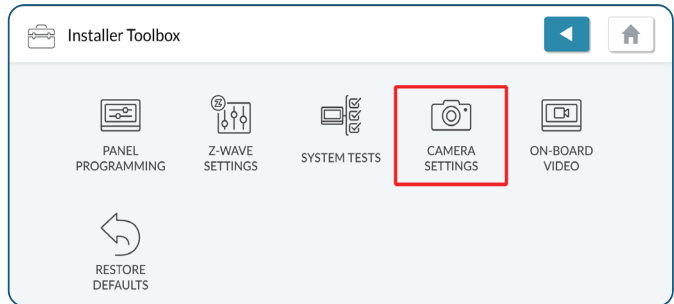 Installer Toolbox
PANEL
PROGRAMMING
Z-WAVE
SETTINGS
SYSTEM TESTS
CAMERA
SETTINGS
ON-BOARD
VIDEO
RESTORE
DEFAULTS